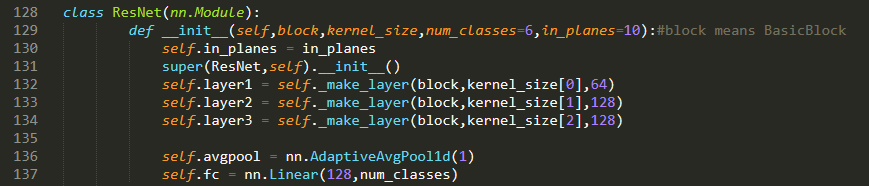 128 class ResNet(nn.Module):
129         def __init__(self,block,kernel_size,num_classes=6,in_planes=10):#block means BasicBlock
130             self.in_planes = in_planes
131             super(ResNet,self).__init__()
132             self.layer1 = self._make_layer(block,kernel_size[0],64)
133             self.layer2 = self._make_layer(block,kernel_size[1],128)
134             self.layer3 = self._make_layer(block,kernel_size[2],128)
135
136             self.avgpool = nn.AdaptiveAvgPool1d(1)
137             self.fc = nn.Linear(128,num_classes)